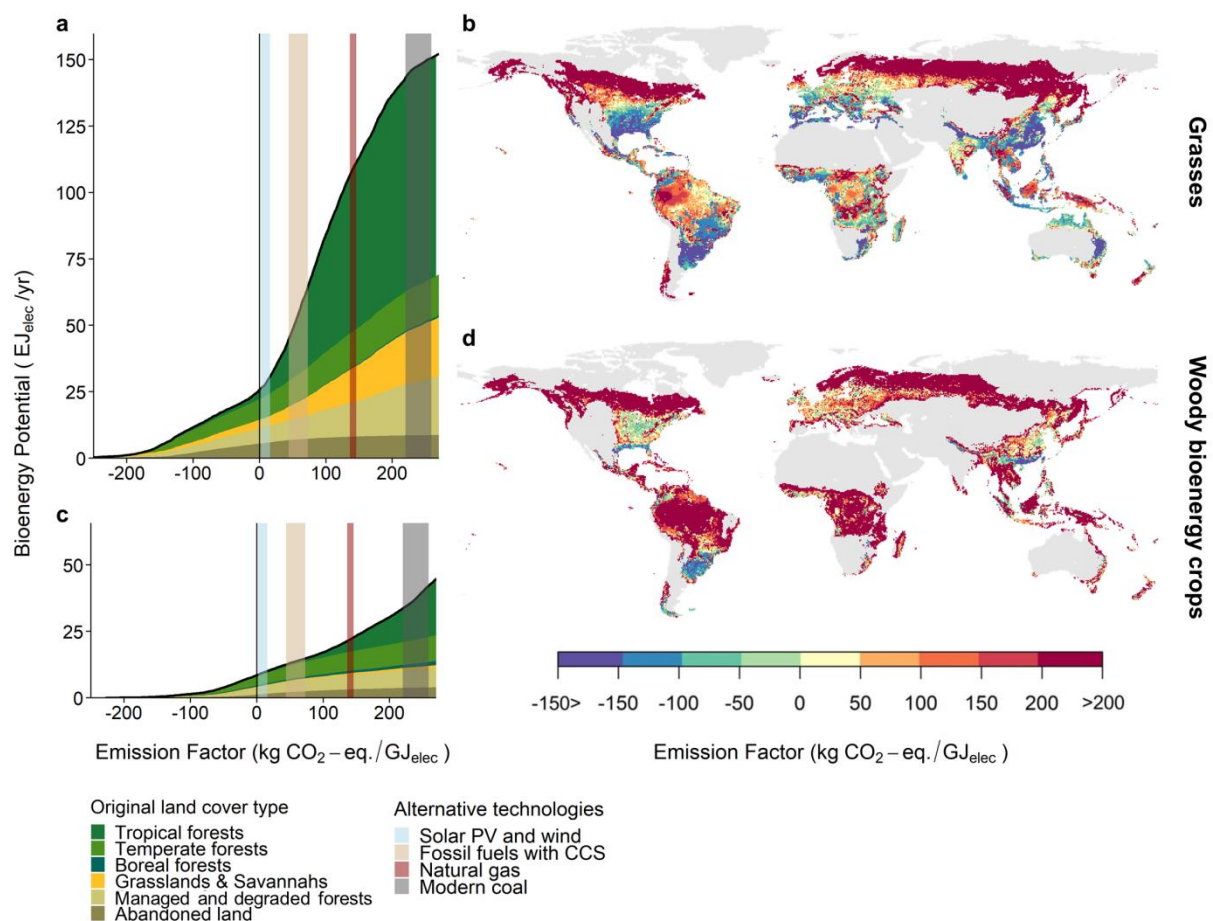 a
150
125
100
75
50
25
0
-200
-100
0
100
200
Bioenergy Potential ( EJelec /yr)
b
Grasses
c
50
25
0
-200
-100
0
100
200
Emission Factor (kg CO2 – eq. ∕ GJelec )
d
Woody bioenergy crops
-150>
-150
-100
-50
0
50
100
150
200
>200
Emission Factor (kg CO2 – eq. ∕ GJelec )
Original land cover type
Tropical forests
Temperate forests
Boreal forests
Grasslands & Savannahs
Managed and degraded forests
Abandoned land
Alternative technologies
Solar PV and wind
Fossil fuels with CCS
Natural gas
Modern coal